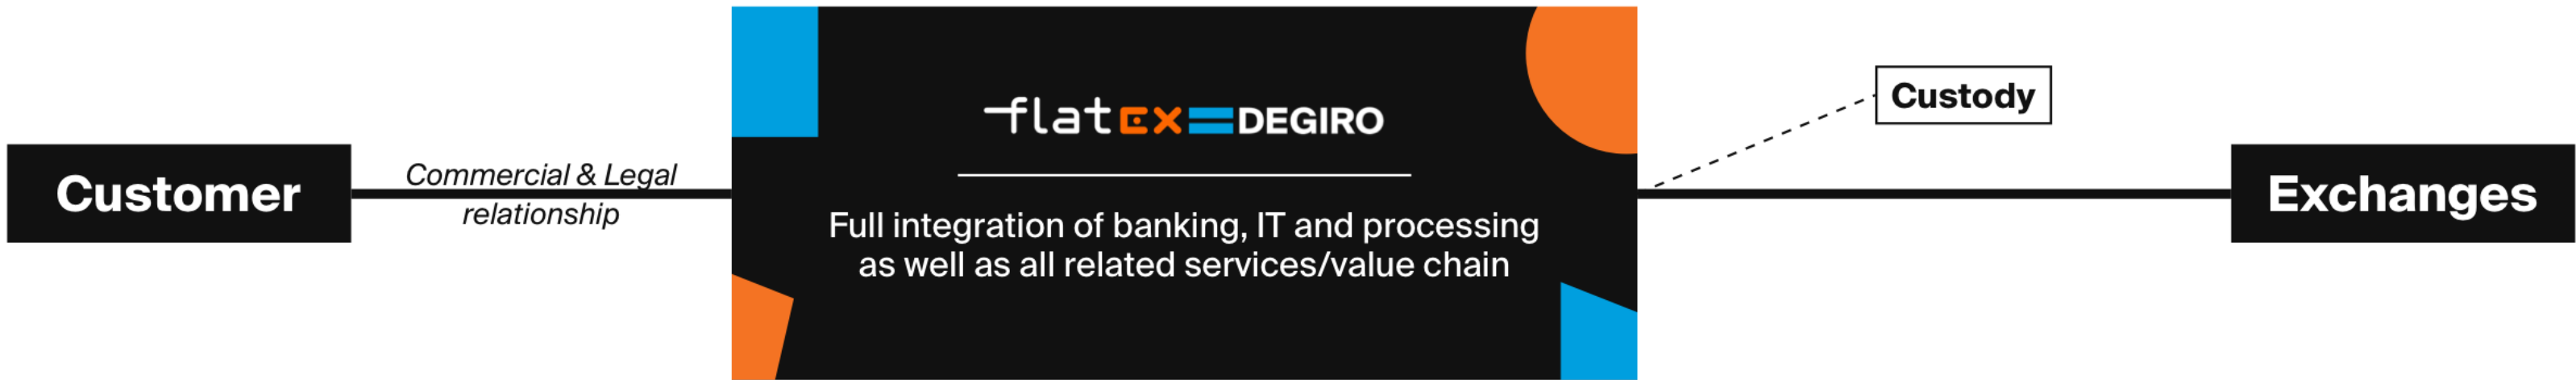 Customer
Commercial & Legal
relationship
flatex=DEGIRO
Full integration of banking, IT and processing
as well as all related services/value chain
Custody
Exchanges